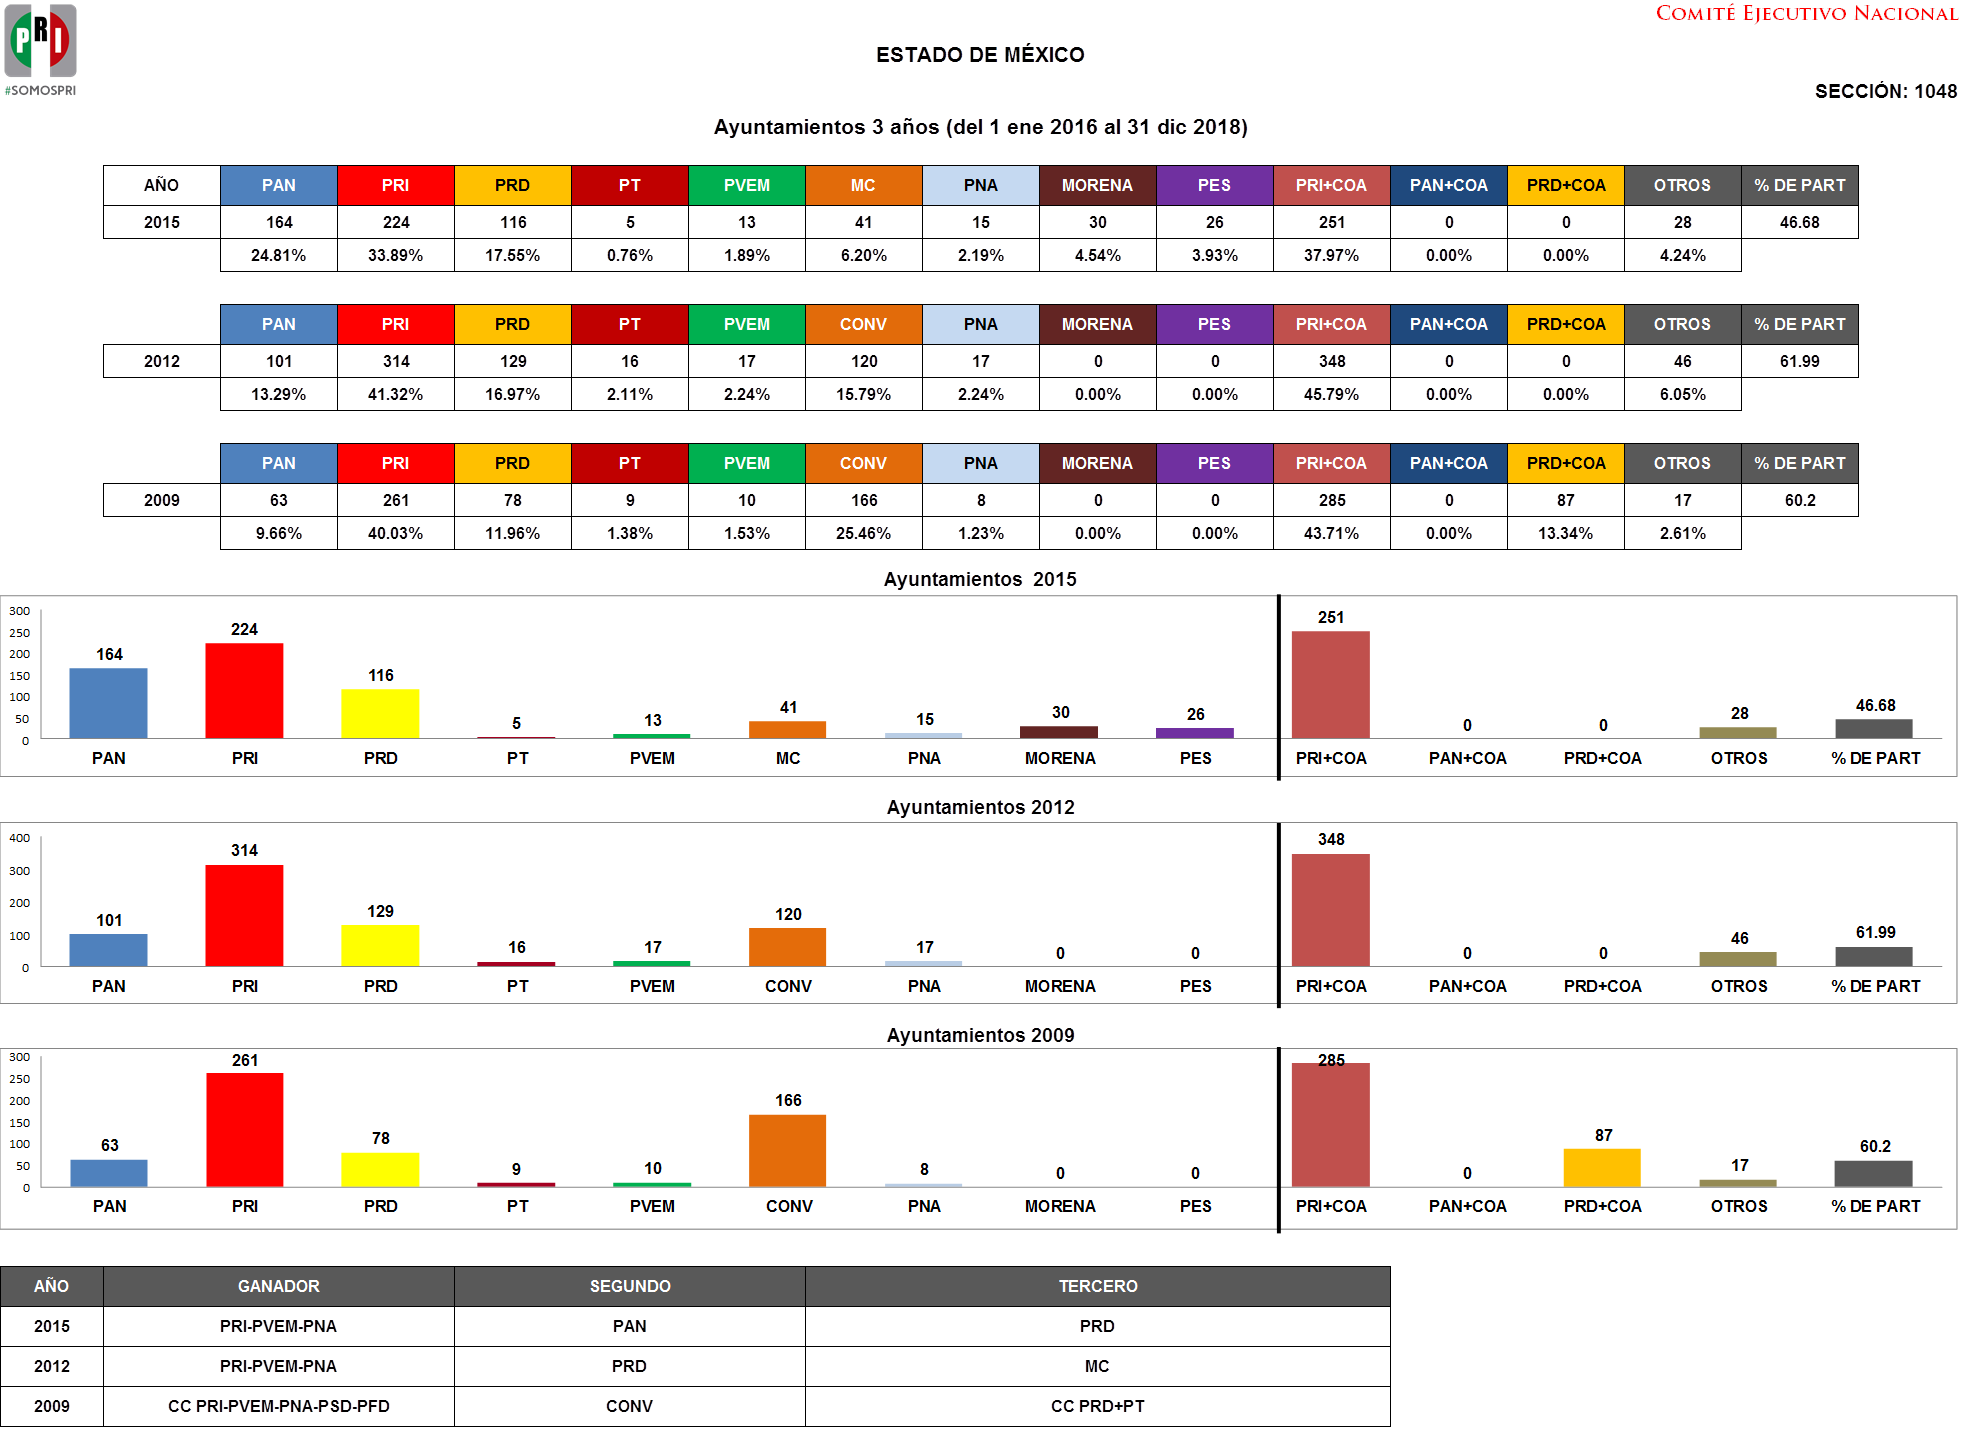 COMITÉ EJECUTIVO NACIONAL
PRI
#SOMOSPRI
ESTADO DE MÉXICO
SECCIÓN: 1048
Ayuntamientos 3 años (del 1 ene 2016 al 31 dic 2018)
AÑO PAN PRI PRD PT PVEM MC PNA MORENA PES PRI+COA PAN+COA PRD+COA OTROS % DE PART
2015 164 224 116 5 13 41 15 30 26 251 0 0 28 46.68
24.81% 33.89% 17.55% 0.76% 1.89% 6.20% 2.19% 4.54% 3.93% 37.97% 0.00% 0.00% 4.24%
PAN PRI PRD PT PVEM CONV PNA MORENA PES PRI+COA PAN+COA PRD+COA OTROS % DE PART
2012 101 314 129 16 17 120 17 0 0 348 0 0 46 61.99
13.29% 41.32% 16.97% 2.11% 2.24% 15.79% 2.24% 0.00% 0.00% 45.79% 0.00% 0.00% 6.05%
PAN PRI PRD PT PVEM CONV PNA MORENA PES PRI+COA PAN+COA PRD+COA OTROS % DE PART
2009 63 261 78 9 10 166 8 0 0 285 0 87 17 60.2
9.66% 40.03% 11.96% 1.38% 1.53% 25.46% 1.23% 0.00% 0.00% 43.71% 0.00% 13.34% 2.61%
Ayuntamientos 2015
300
250
200
150
100
50
0
164 224 116 5 13 41 15 30 26 251 0 0 28 46.68
PAN PRI PRD PT PVEM MC PNA MORENA PES PRI+COA PAN+COA PRD+COA OTROS % DE PART
Ayuntamientos 2012
400
300
200
100
0
101 314 129 16 17 120 17 0 0 348 0 0 46 61.99
PAN PRI PRD PT PVEM CONV PNA MORENA PES PRI+COA PAN+COA PRD+COA OTROS % DE PART
Ayuntamientos 2009
300
250
200
150
100
50
0
63 261 78 9 10 166 8 0 0 285 0 87 17 60.2
PAN PRI PRD PT PVEM CONV PNA MORENA PES PRI+COA PAN+COA PRD+COA OTROS % DE PART
AÑO GANADOR SEGUNDO TERCERO
2015 PRI-PVEM-PNA PAN PRD
2012 PRI-PVEM-PNA PRD MC
2009 CC PRI-PVEM-PNA-PSD-PFD CONV CC PRD+PT